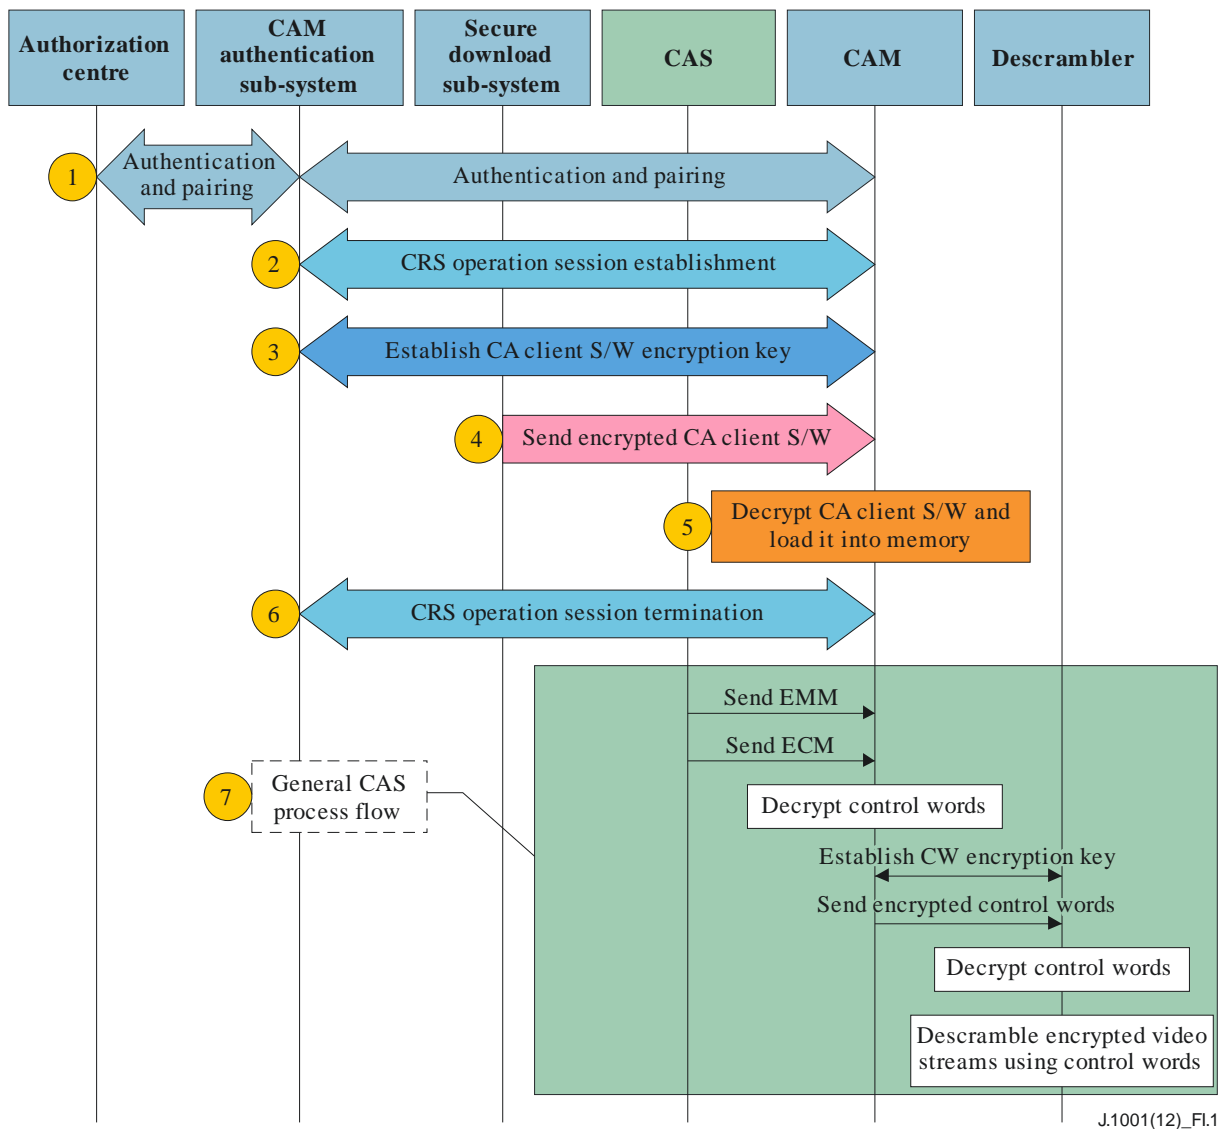 Authorization
centre
CAM
authentication
sub-system
Secure
download
sub-system
CAS
CAM
Descrambler
1
Authentication
and pairing
Authentication and pairing
2
CRS operation session establishment
3
Establish CA client S/W encryption key
4
Send encrypted CA client S/W
5
Decrypt CA client S/W and
load it into memory
6
CRS operation session termination
Send EMM
Send ECM
7
General CAS
process flow
Decrypt control words
Establish CW encryption key
Send encrypted control words
Decrypt control words
Descramble encrypted video
streams using control words
J.1001(12)_FI.1